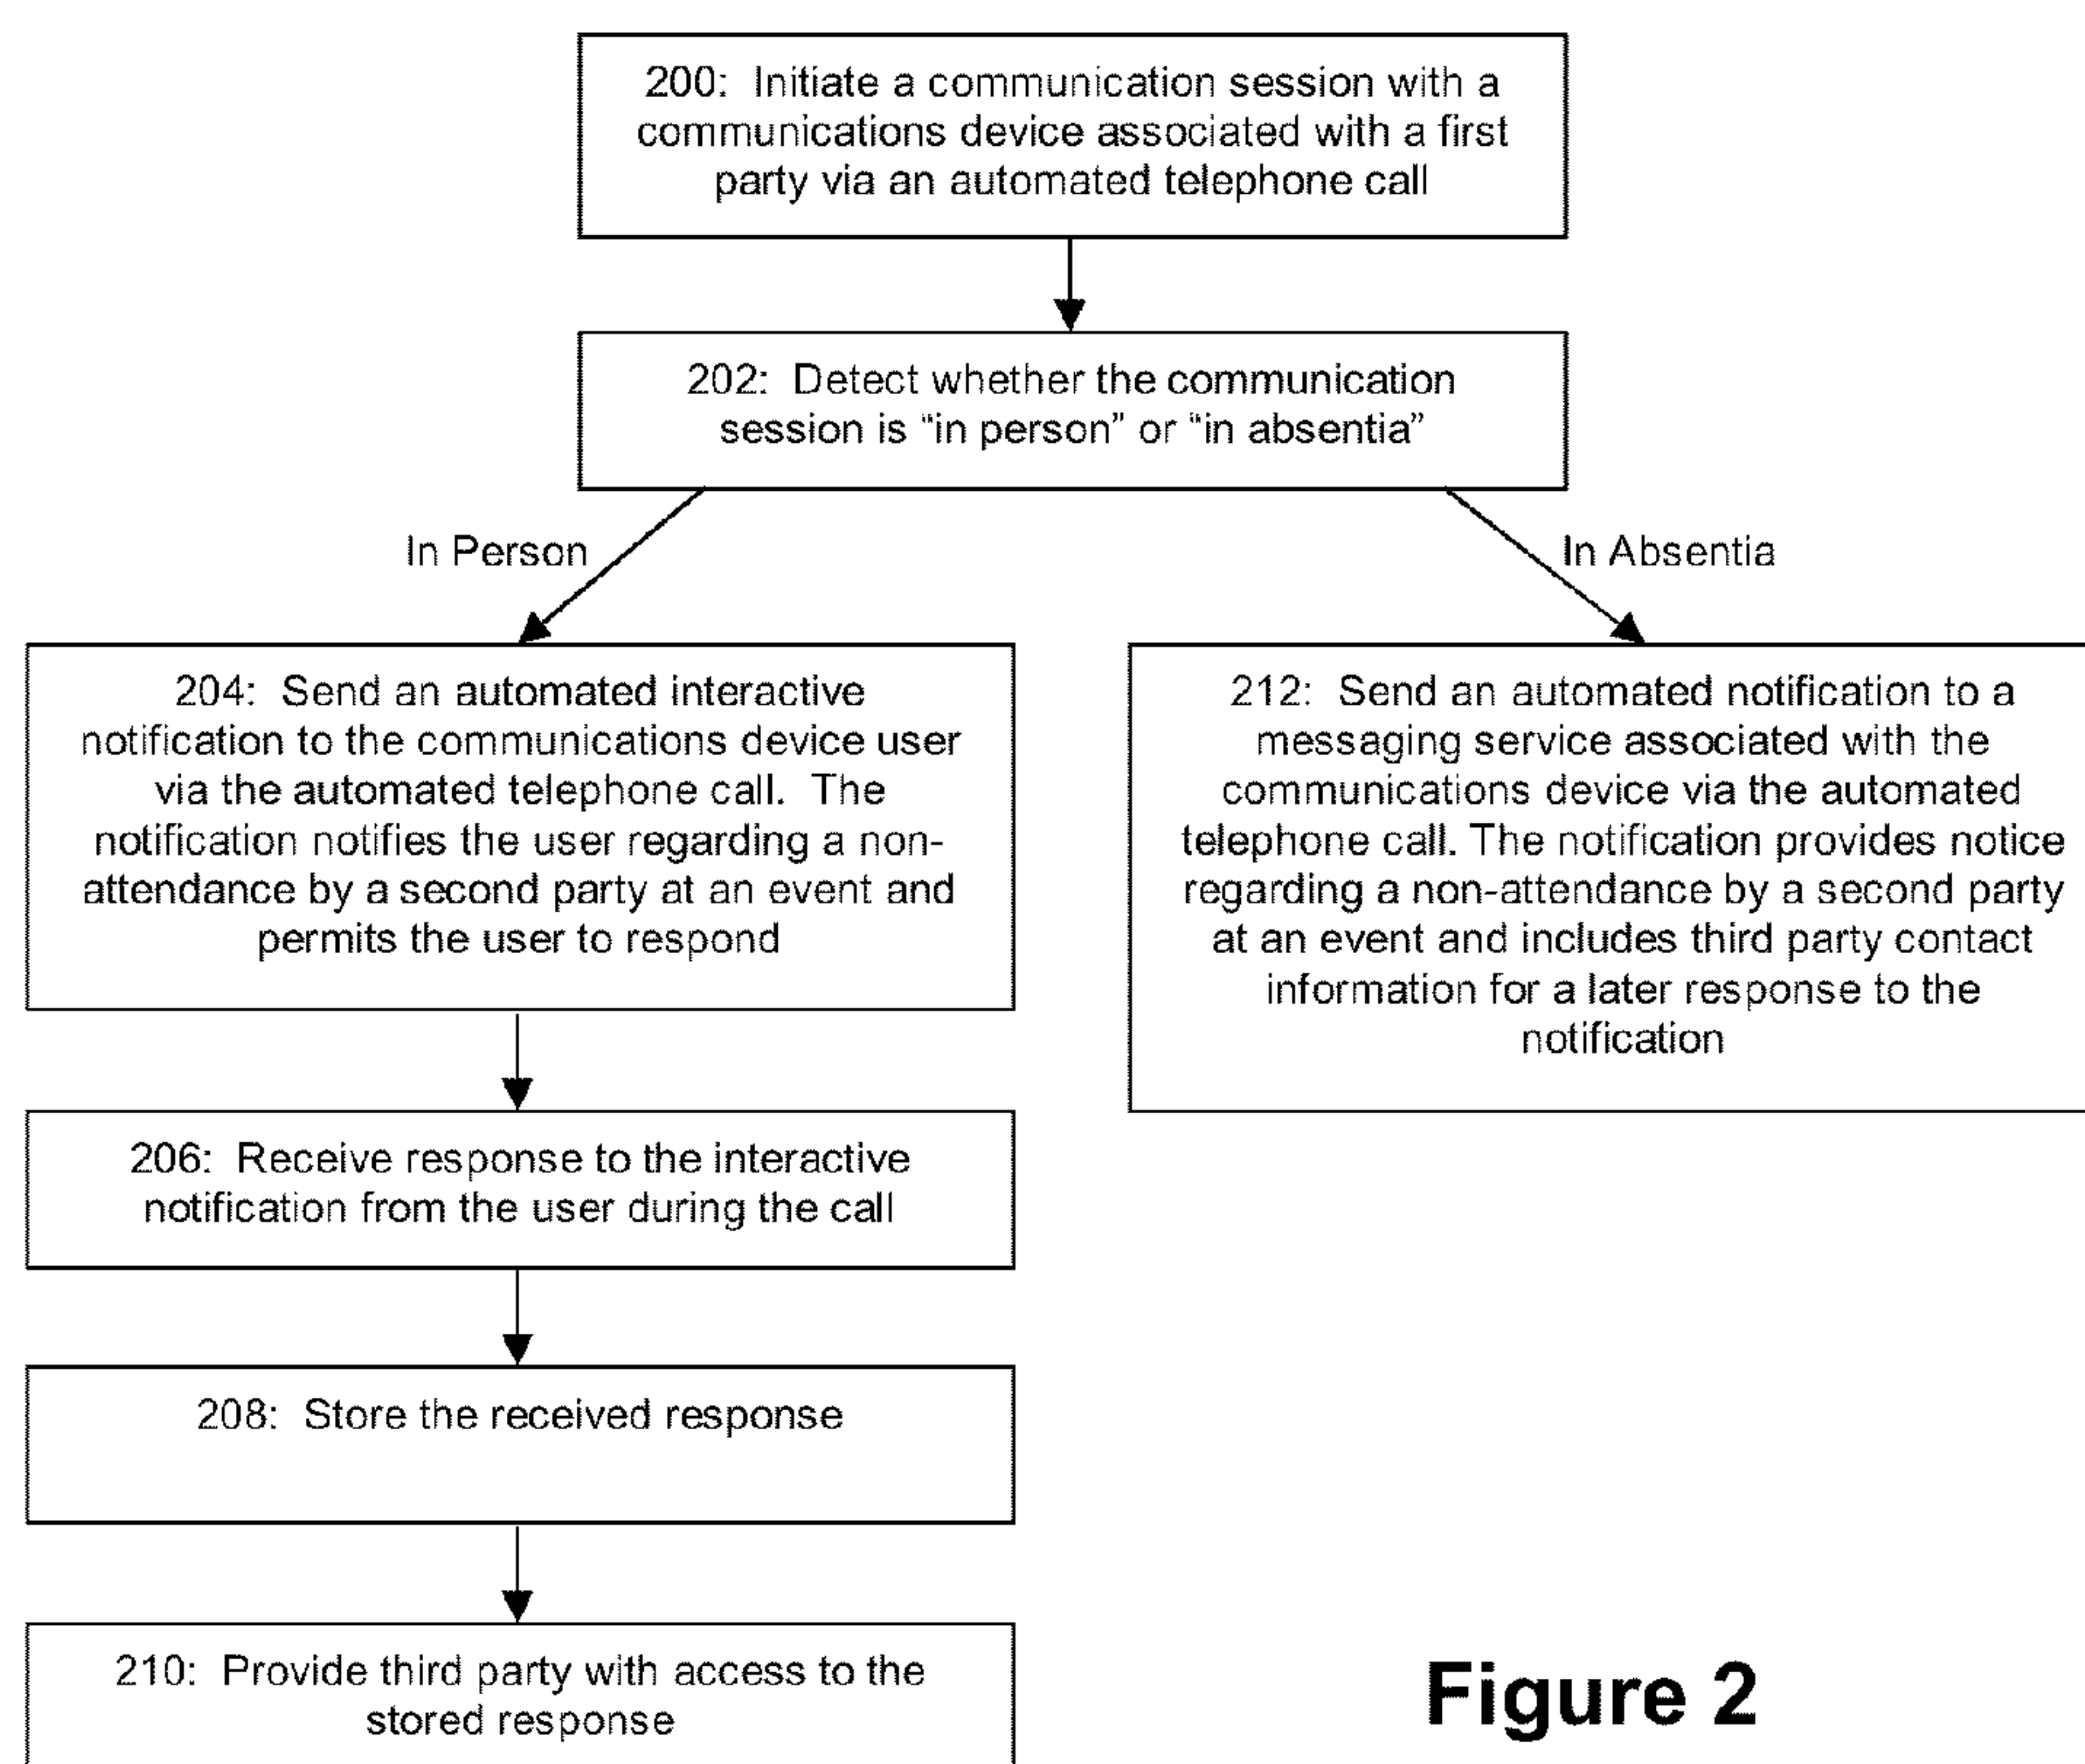 200: Initiate a communication session with a
communications device associated with a first
party via an automated telephone call
202: Detect whether the communication
session is “in person” or “in absentia”
In Person
In Absentia
204: Send an automated interactive
notification to the communications device user
via the automated telephone call. The
notification notifies the user regarding a non-
attendance by a second party at an event and
permits the user to respond
212: Send an automated notification to a
messaging service associated with the
communications device via the automated
telephone call. The notification provides notice
regarding a non-attendance by a second party
at an event and includes third party contact
information for a later response to the
notification
206: Receive response to the interactive
notification from the user during the call
208: Store the received response
210: Provide third party with access to the
stored response
Figure 2